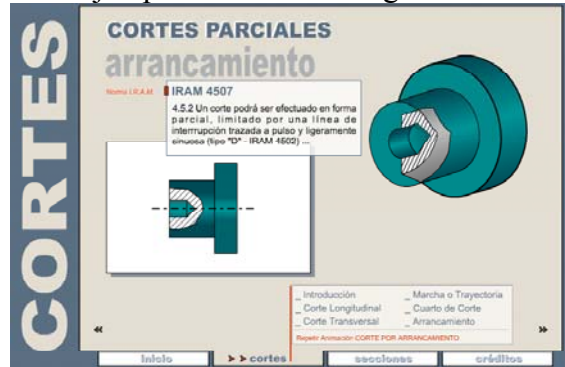 CORTES
CORTES PARCIALES
arrancamiento
Norma I.R.A.M.
IRAM 4507
4.5.2 Un corte podrá ser efectuado en forma
parcial, limitado por una línea de
interrrupción trazada a pulso y ligeramente
sinuosa (tipo "D" - IRAM 4502) ...
_ Introducción
_ Corte Longitudinal
_ Corte Transversal
_ Marcha o Trayectoria
_ Cuarto de Corte
_ Arrancamiento
Repetir Animación CORTE POR ARRANCAMIENTO
« »
inicio
cortes
secciones
créditos